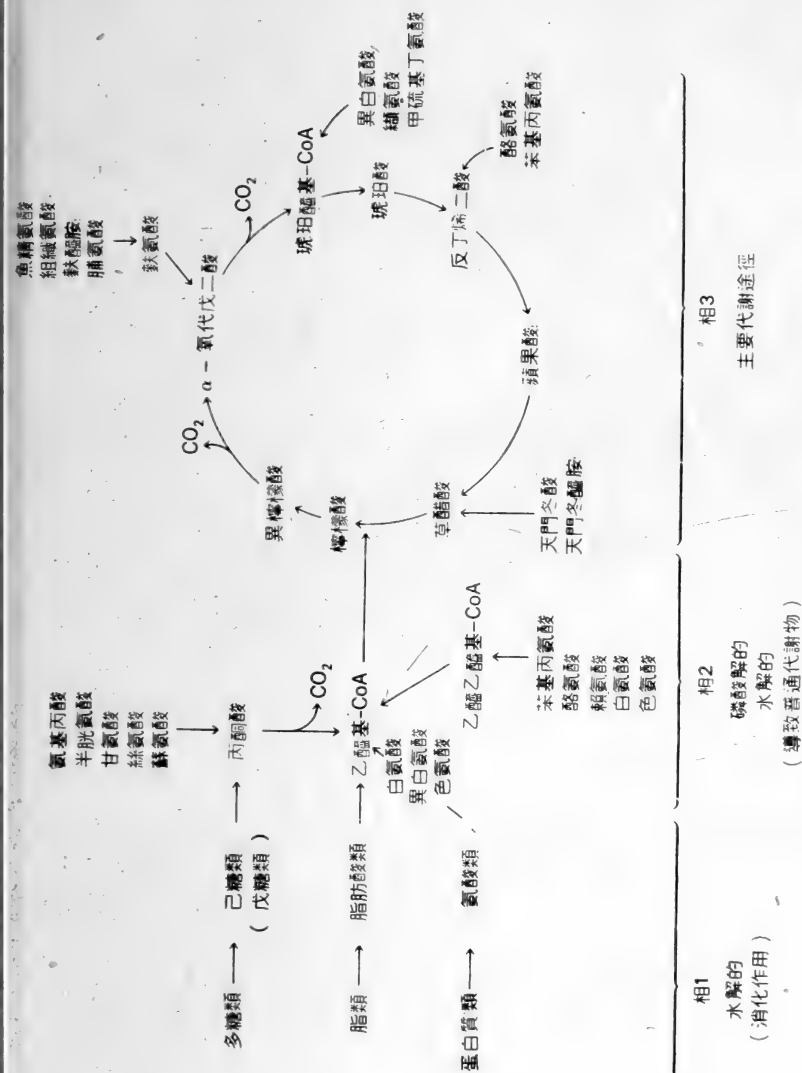 多糖類
己糖類
( 戊糖類 )
脂類
脂肪酸類
蛋白質類
氨酸類
相1
水解的
( 消化作用 )
氨基丙酸
半胱氨酸
甘氨酸
絲氨酸
蘇氨酸
丙酮酸
CO₂
乙醯基-CoA
白氨酸
異白氨酸
色氨酸
乙醯乙醯基-CoA
苯基丙氨酸
酪氨酸
賴氨酸
白氨酸
色氨酸
相2
磷酸解的
水解的
( 導致普通代謝物 )
魚精氨酸
組織氨酸
麩醯胺
脯氨酸
麩氨酸
α－氧代戊二酸
CO₂
CO₂
琥珀醯基-CoA
異白氨酸
纈氨酸
甲硫基丁氨酸
琥珀酸
反丁烯二酸
酪氨酸
苯基丙氨酸
蘋果酸
草醋酸
天門冬酸
天門冬醯胺
檸檬酸
異檸檬酸
相3
主要代謝途徑